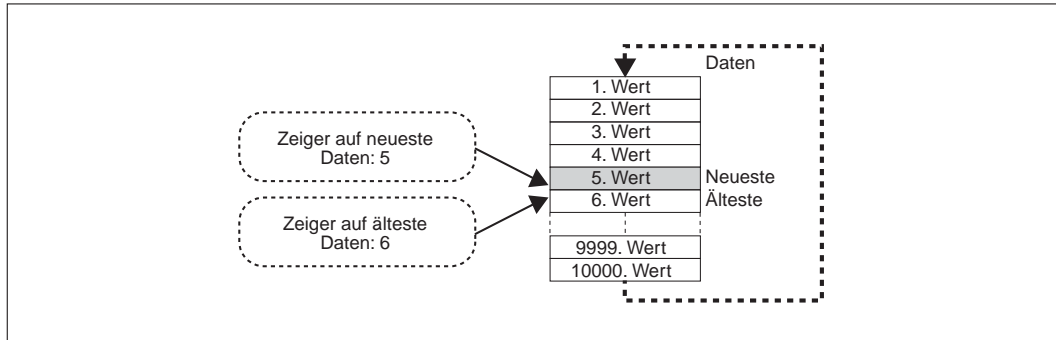 Daten
1. Wert
2. Wert
3. Wert
4. Wert
5. Wert
6. Wert
9999. Wert
10000. Wert
Neueste
Älteste
Zeiger auf neueste
Daten: 5
Zeiger auf älteste
Daten: 6